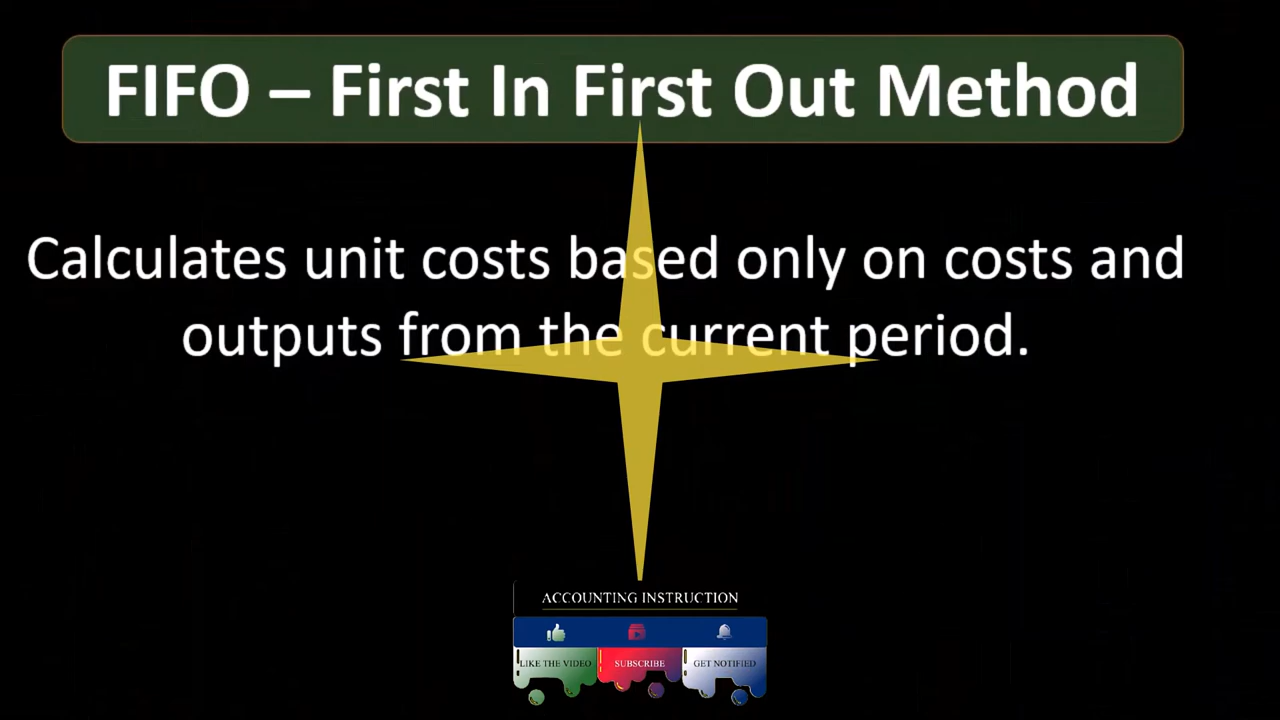 FIFO – First In First Out Method
Calculates unit costs based only on costs and
outputs from the current period.
ACCOUNTING INSTRUCTION
LIKE THE VIDEO
SUBSCRIBE
GET NOTIFIED